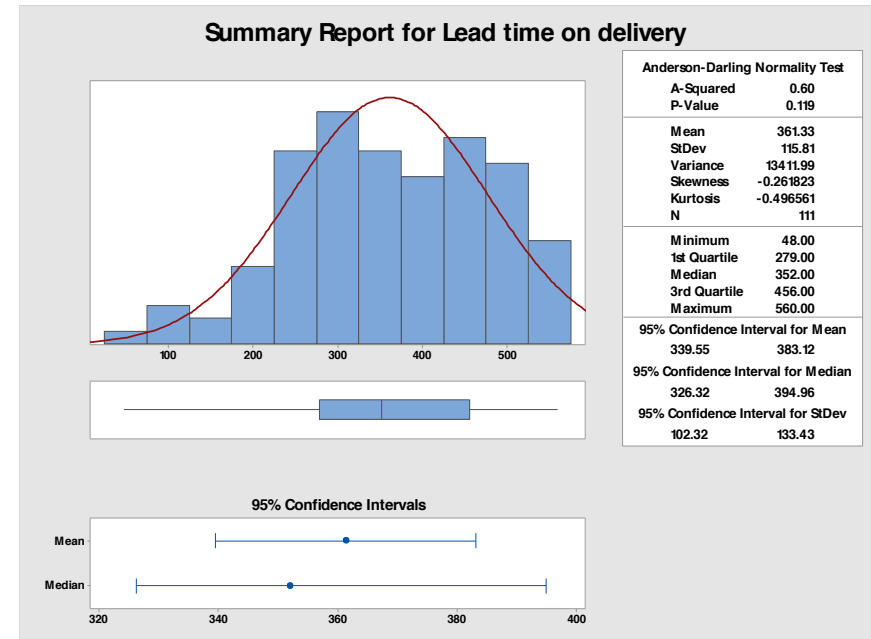 Summary Report for Lead time on delivery
100 200 300 400 500
95% Confidence Intervals
Mean
Median
320 340 360 380 400
Anderson-Darling Normality Test
A-Squared 0.60
P-Value 0.119
Mean 361.33
StDev 115.81
Variance 13411.99
Skewness -0.261823
Kurtosis -0.496561
N 111
Minimum 48.00
1st Quartile 279.00
Median 352.00
3rd Quartile 456.00
Maximum 560.00
95% Confidence Interval for Mean
339.55 383.12
95% Confidence Interval for Median
326.32 394.96
95% Confidence Interval for StDev
102.32 133.43